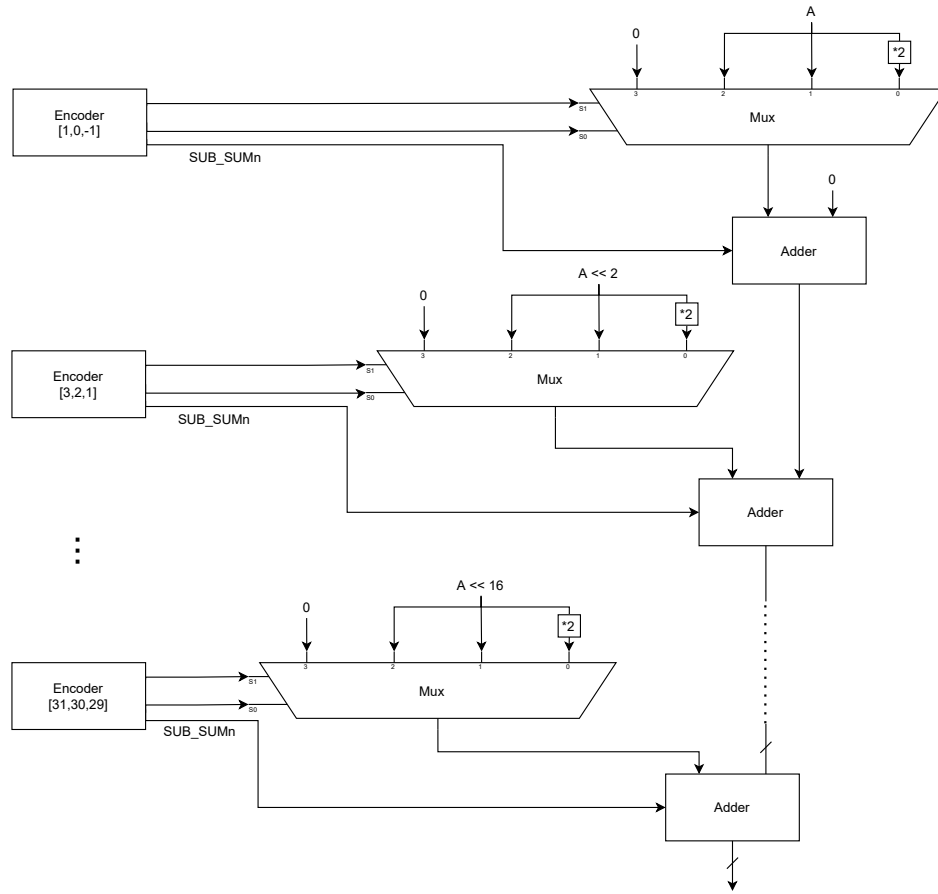 A
0
*2
3
2
1
0
Encoder
[1,0,-1]
S1
Mux
S0
SUB_SUMn
0
Adder
A << 2
0
*2
3
2
1
0
Encoder
[3,2,1]
S1
Mux
S0
SUB_SUMn
Adder
A << 16
0
*2
3
2
1
0
Encoder
[31,30,29]
S1
Mux
S0
SUB_SUMn
Adder